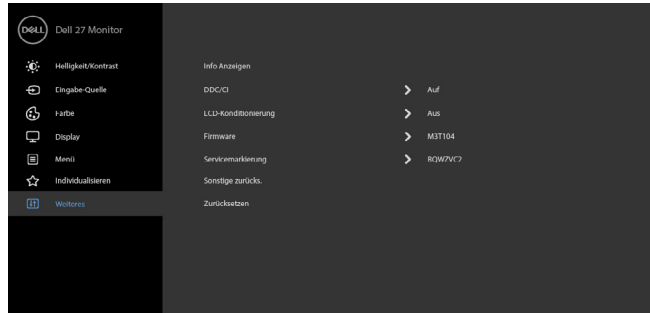 DELL Dell 27 Monitor
Helligkeit/Kontrast
Eingabe-Quelle
Farbe
Display
Menü
Individualisieren
Weiteres
Info Anzeigen
DDC/CI > Auf
LCD-Konditionierung > Aus
Firmware > M3T104
Servicemarkierung >
Sonstige zurücks.
Zurücksetzen